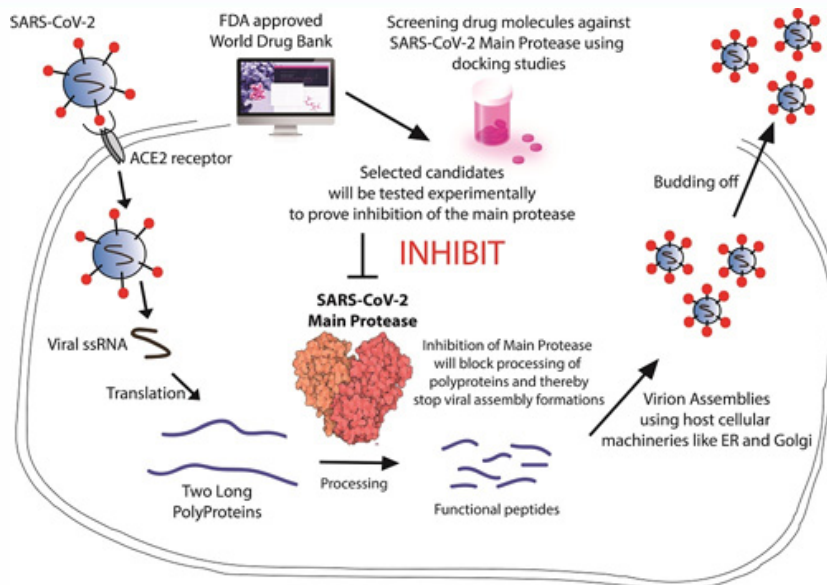 SARS-CoV-2
FDA approved
World Drug Bank
Screening drug molecules against
SARS-CoV-2 Main Protease using
docking studies
ACE2 receptor
Selected candidates
will be tested experimentally
to prove inhibition of the main protease
Budding off
INHIBIT
SARS-CoV-2
Main Protease
Viral ssRNA
Inhibition of Main Protease
will block processing of
polyproteins and thereby
stop viral assembly formations
Translation
Virion Assemblies
using host cellular
machineries like ER and Golgi
Two Long
PolyProteins
Processing
Functional peptides